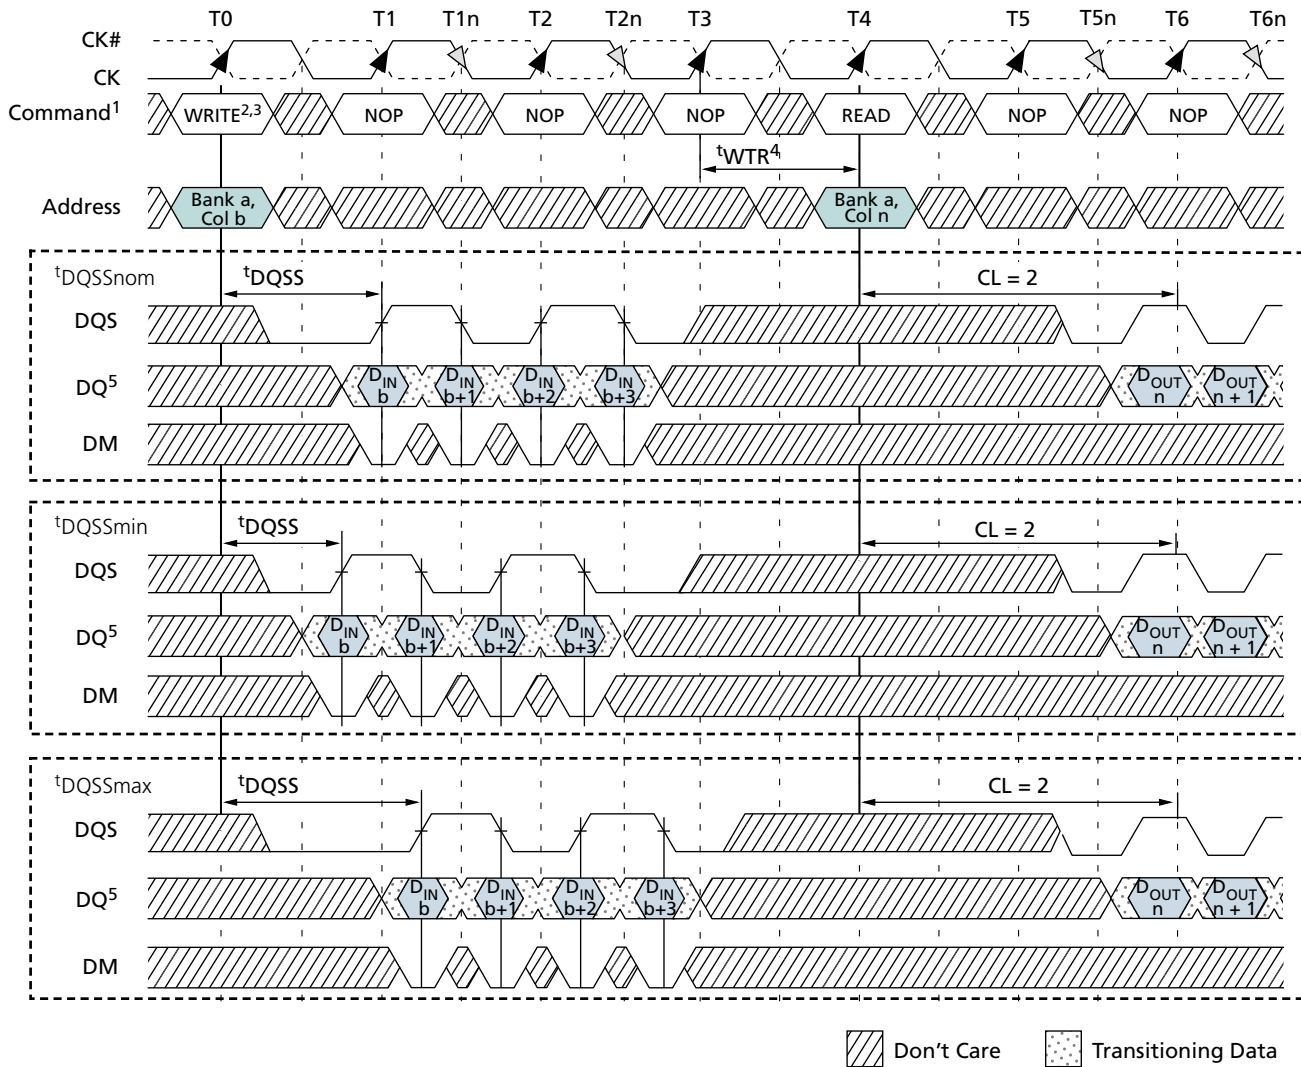 T0 T1 T1n T2 T2n T3 T4 T5 T5n T6 T6n
CK#
CK
Command¹ WRITE²,³ NOP NOP NOP READ NOP NOP
ᵗWTR⁴
Address Bank a, Col b Bank a, Col n
ᵗDQSSnom ᵗDQSS CL = 2
DQS
DQ⁵ DIN b DIN b+1 DIN b+2 DIN b+3 DOUT n DOUT n + 1
DM
ᵗDQSSmin ᵗDQSS CL = 2
DQS
DQ⁵ DIN b DIN b+1 DIN b+2 DIN b+3 DOUT n DOUT n + 1
DM
ᵗDQSSmax ᵗDQSS CL = 2
DQS
DQ⁵ DIN b DIN b+1 DIN b+2 DIN b+3 DOUT n DOUT n + 1
DM
Don't Care Transitioning Data